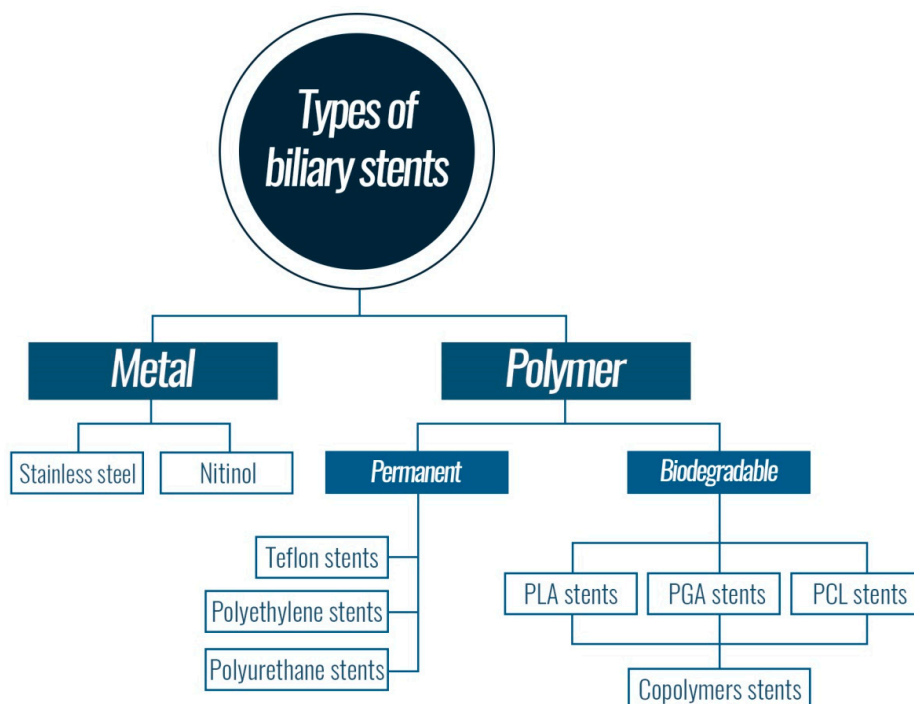 Types of
biliary stents
Metal
Polymer
Stainless steel
Nitinol
Permanent
Biodegradable
Teflon stents
Polyethylene stents
Polyurethane stents
PLA stents
PGA stents
PCL stents
Copolymers stents